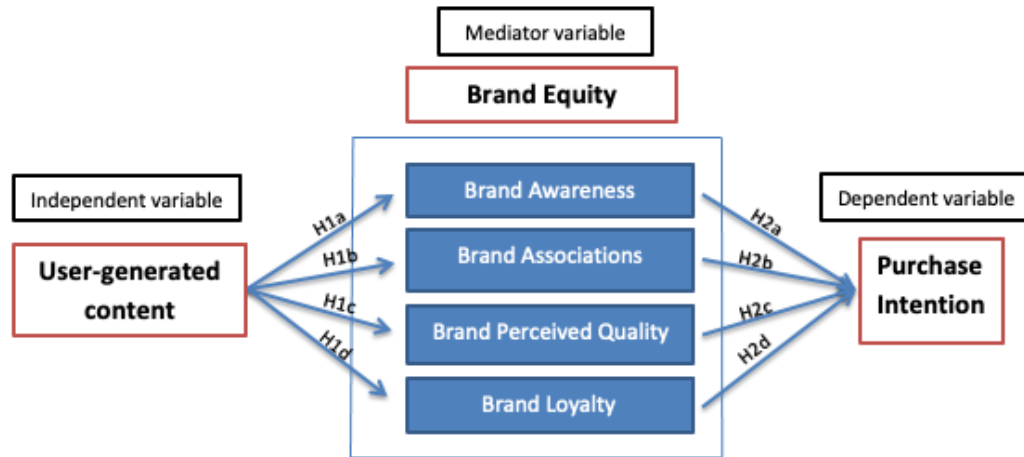 Mediator variable
Brand Equity
Independent variable
User-generated
content
H1a
H1b
H1c
H1d
Brand Awareness
Brand Associations
Brand Perceived Quality
Brand Loyalty
H2a
H2b
H2c
H2d
Dependent variable
Purchase
Intention